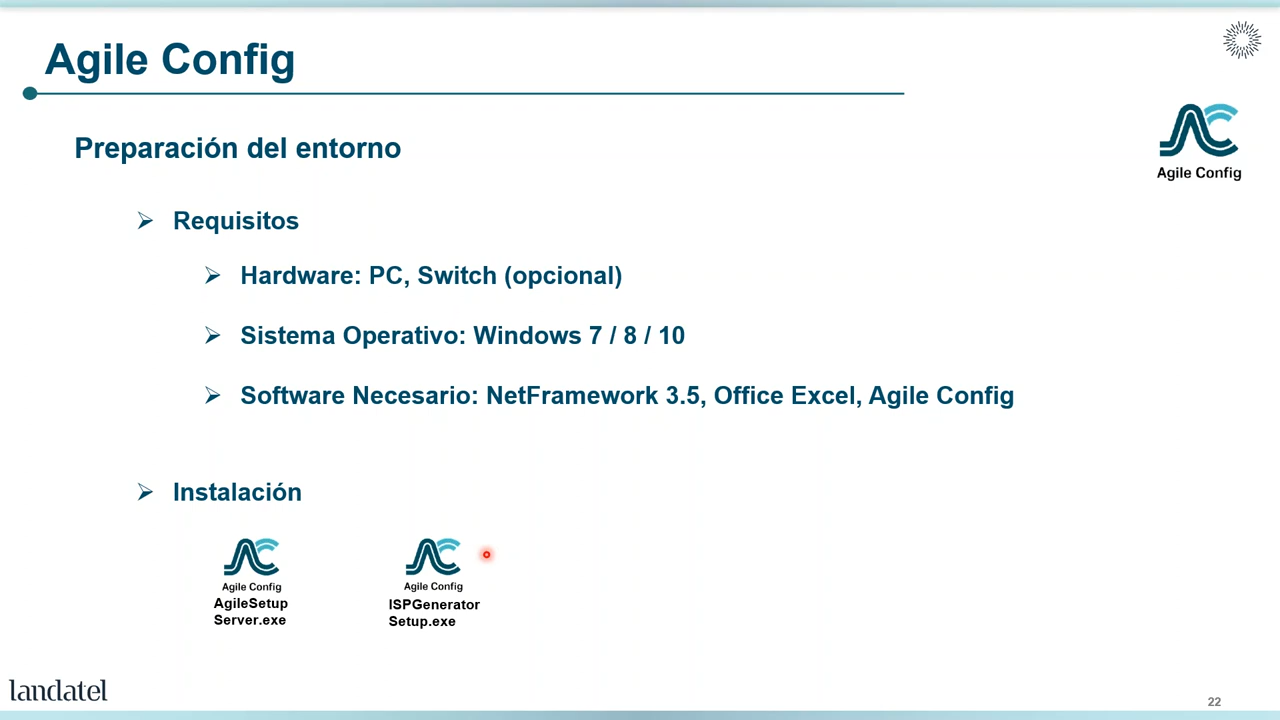 Agile Config
Agile Config
Preparación del entorno
Requisitos
Hardware: PC, Switch (opcional)
Sistema Operativo: Windows 7 / 8 / 10
Software Necesario: NetFramework 3.5, Office Excel, Agile Config
Instalación
Agile Config
AgileSetup
Server.exe
Agile Config
ISPGenerator
Setup.exe
landatel
22